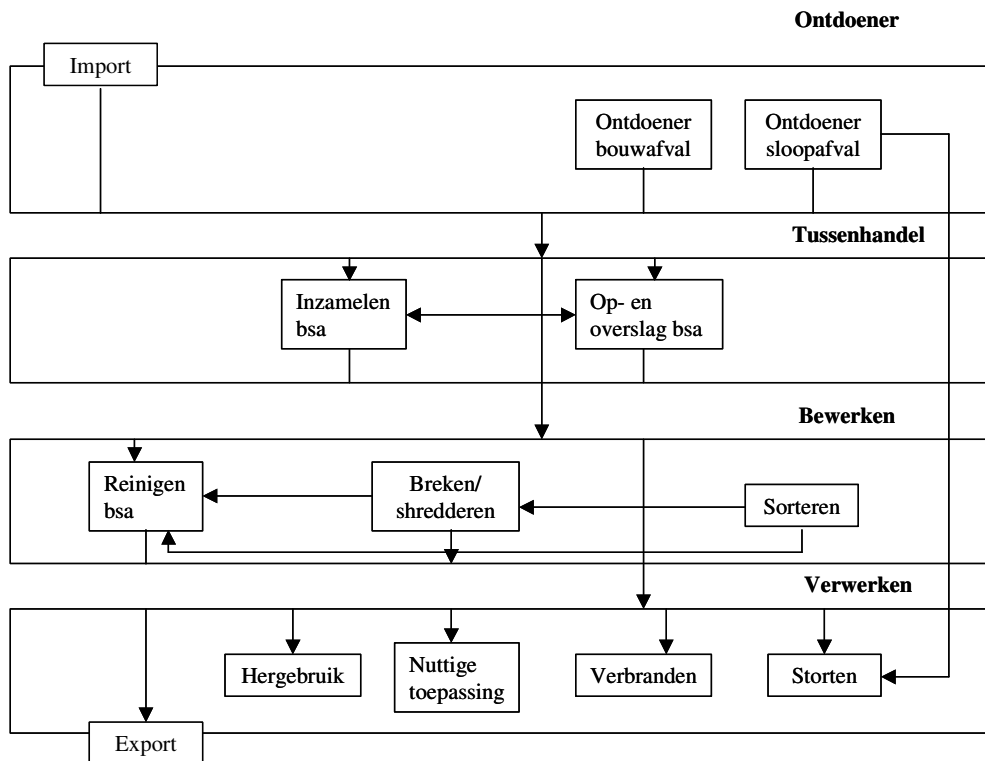 Ontdoener
Import
Ontdoener
bouwafval
Ontdoener
sloopafval
Tussenhandel
Inzamelen
bsa
Op- en
overslag bsa
Bewerken
Reinigen
bsa
Breken/
shredderen
Sorteren
Verwerken
Hergebruik
Nuttige
toepassing
Verbranden
Storten
Export